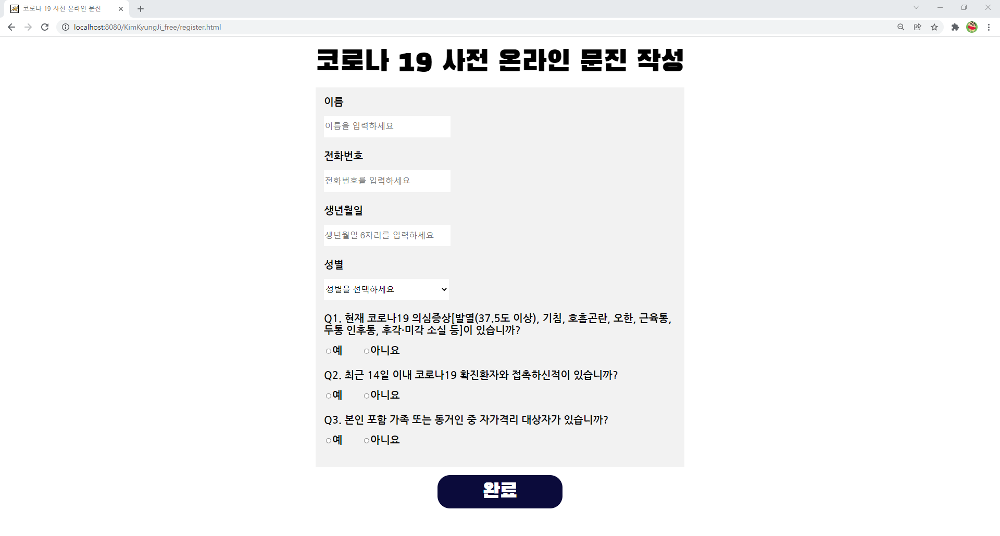 코로나 19 사전 온라인 문진
localhost:8080/KimKyungJi_free/register.html
코로나 19 사전 온라인 문진 작성
이름
이름을 입력하세요
전화번호
전화번호를 입력하세요
생년월일
생년월일 6자리를 입력하세요
성별
성별을 선택하세요
Q1. 현재 코로나19 의심증상[발열(37.5도 이상), 기침, 호흡곤란, 오한, 근육통,
두통 인후통, 후각·미각 소실 등]이 있습니까?
예 아니요
Q2. 최근 14일 이내 코로나19 확진환자와 접촉하신적이 있습니까?
예 아니요
Q3. 본인 포함 가족 또는 동거인 중 자가격리 대상자가 있습니까?
예 아니요
완료